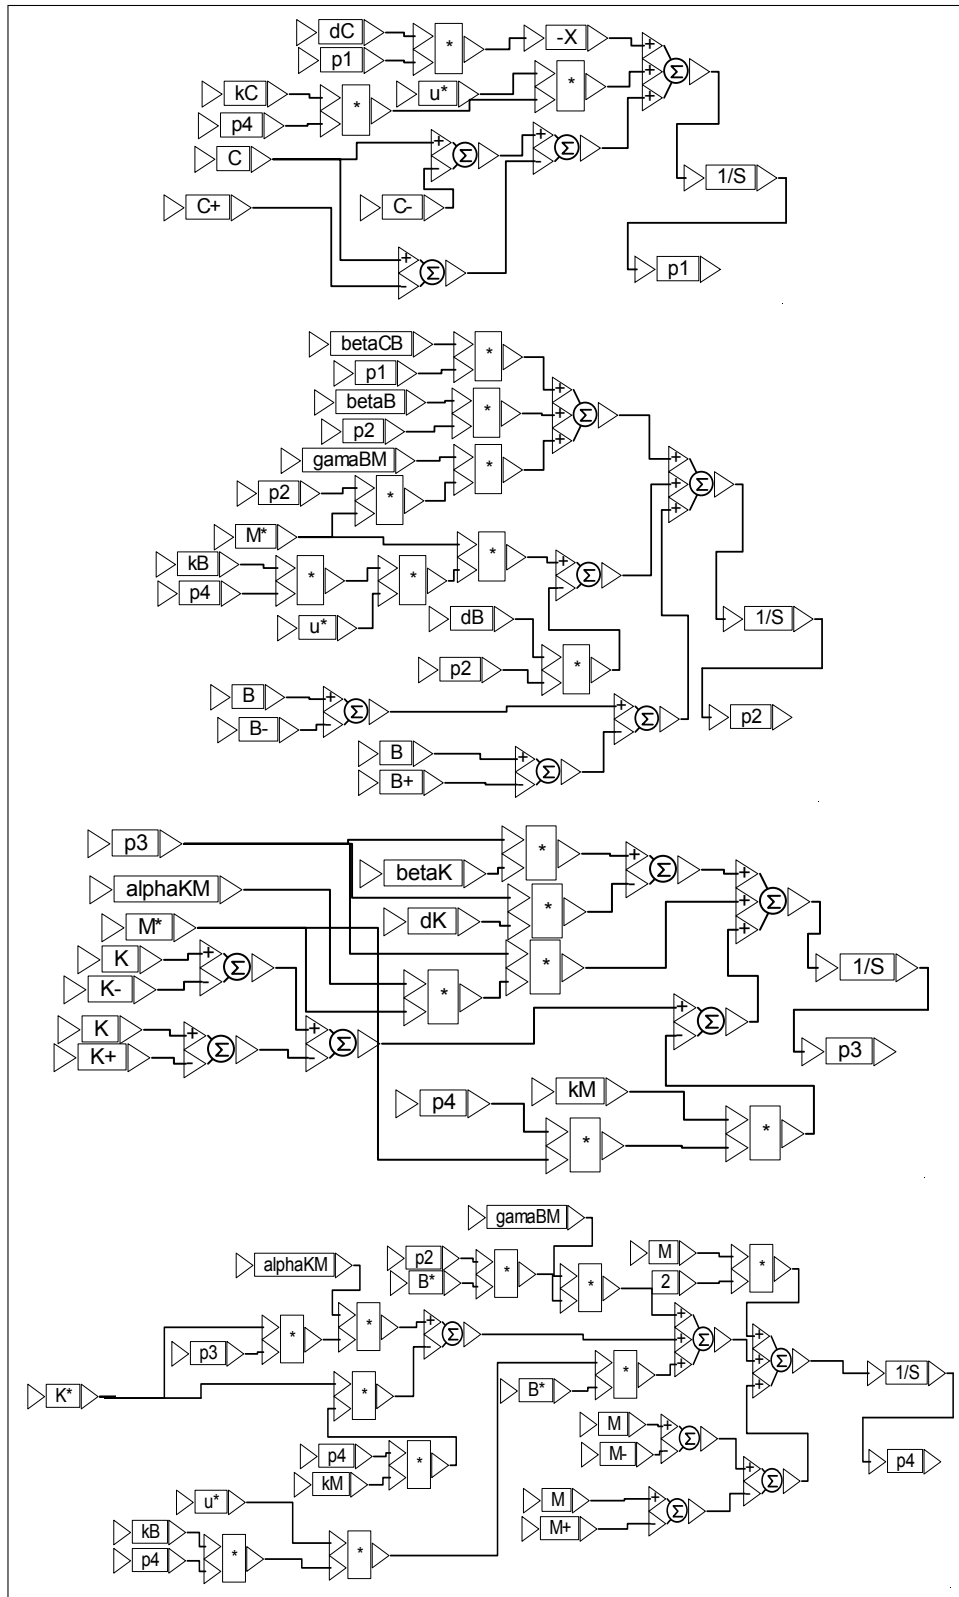 dC
*
-X
+
p1
+
Σ
kC
u*
*
+
*
p4
C
+
Σ
+
-
Σ
-
1/S
C+
C-
+
Σ
-
p1
betaCB
*
p1
+
betaB
*
+
Σ
p2
+
gamaBM
*
+
p2
*
+
Σ
+
M*
*
kB
*
*
+
Σ
-
p4
u*
dB
1/S
*
p2
B
+
Σ
-
+
Σ
-
p2
B-
B
+
Σ
-
B+
p3
*
+
Σ
-
betaK
+
alphaKM
+
Σ
dK
*
+
M*
K
+
Σ
-
*
1/S
K-
*
+
Σ
-
K
+
Σ
-
+
Σ
-
K+
p3
kM
p4
*
*
gamaBM
p2
*
M
*
alphaKM
B*
*
2
*
+
Σ
-
+
Σ
+
+
+
Σ
+
+
*
p3
*
1/S
K*
*
B*
M
+
Σ
-
p4
*
M-
p4
kM
+
Σ
-
u*
M
+
Σ
-
kB
*
*
M+
p4